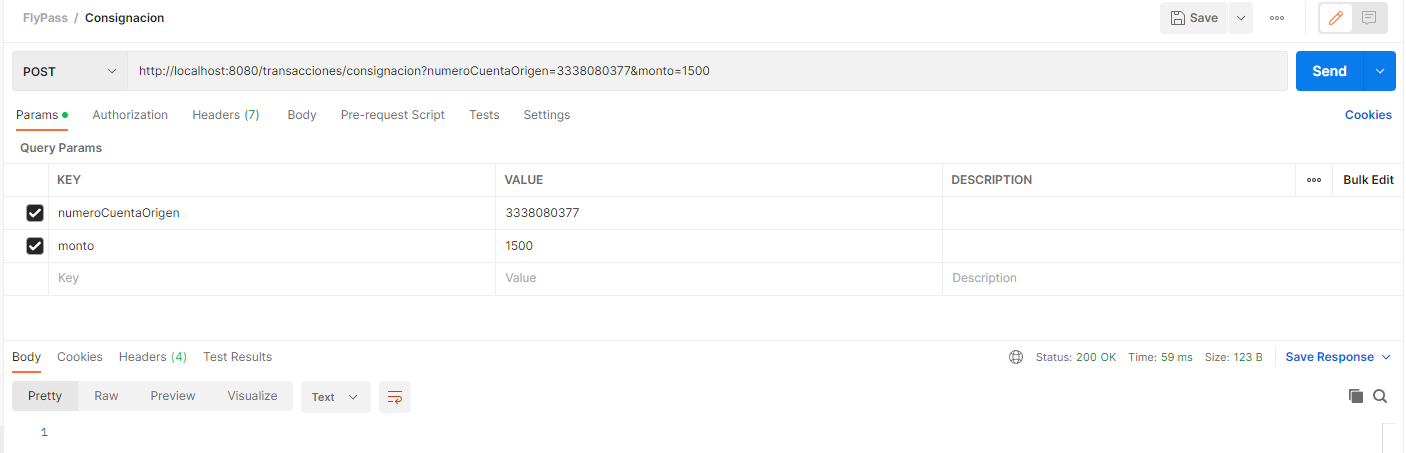 FlyPass / Consignacion
Save
POST
http://localhost:8080/transacciones/consignacion?numeroCuentaOrigen=3338080377&monto=1500
Send
Params Authorization Headers (7) Body Pre-request Script Tests Settings Cookies
Query Params
KEY VALUE DESCRIPTION Bulk Edit
numeroCuentaOrigen 3338080377
monto 1500
Key Value Description
Body Cookies Headers (4) Test Results Status: 200 OK Time: 59 ms Size: 123 B Save Response
Pretty Raw Preview Visualize Text
1